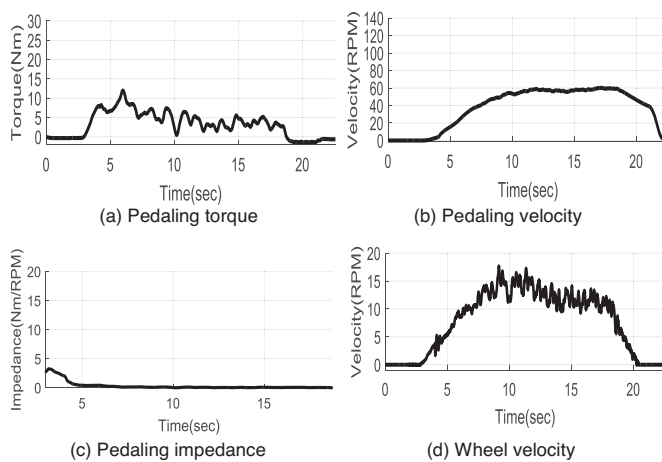 30
25
20
15
10
5
0
Torque(Nm)
0 5 10 15 20
Time(sec)
(a) Pedaling torque
140
120
100
80
60
40
20
0
Velocity(RPM)
0 5 10 15 20
Time(sec)
(b) Pedaling velocity
20
15
10
5
0
Impedance(Nm/RPM)
5 10 15
Time(sec)
(c) Pedaling impedance
20
15
10
5
0
Velocity(RPM)
0 5 10 15 20
Time(sec)
(d) Wheel velocity